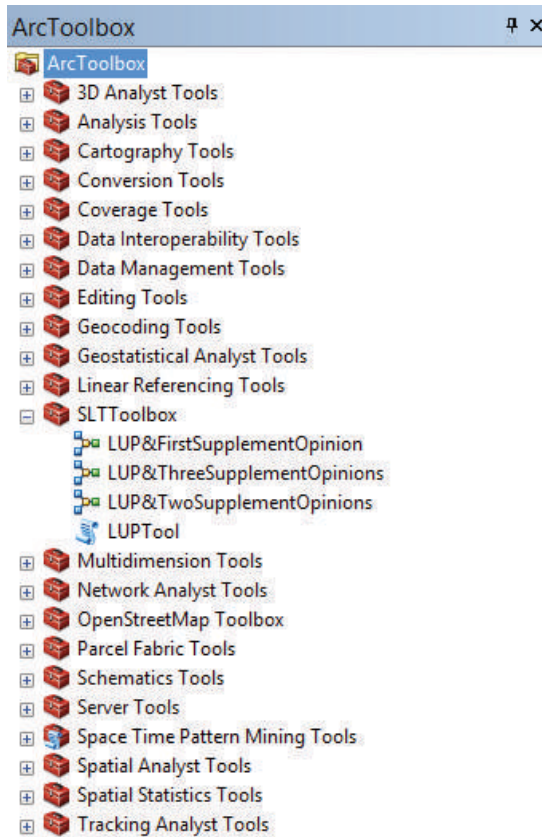 ArcToolbox
ArcToolbox
3D Analyst Tools
Analysis Tools
Cartography Tools
Conversion Tools
Coverage Tools
Data Interoperability Tools
Data Management Tools
Editing Tools
Geocoding Tools
Geostatistical Analyst Tools
Linear Referencing Tools
SLTToolbox
LUP&FirstSupplementOpinion
LUP&ThreeSupplementOpinions
LUP&TwoSupplementOpinions
LUPTool
Multidimension Tools
Network Analyst Tools
OpenStreetMap Toolbox
Parcel Fabric Tools
Schematics Tools
Server Tools
Space Time Pattern Mining Tools
Spatial Analyst Tools
Spatial Statistics Tools
Tracking Analyst Tools